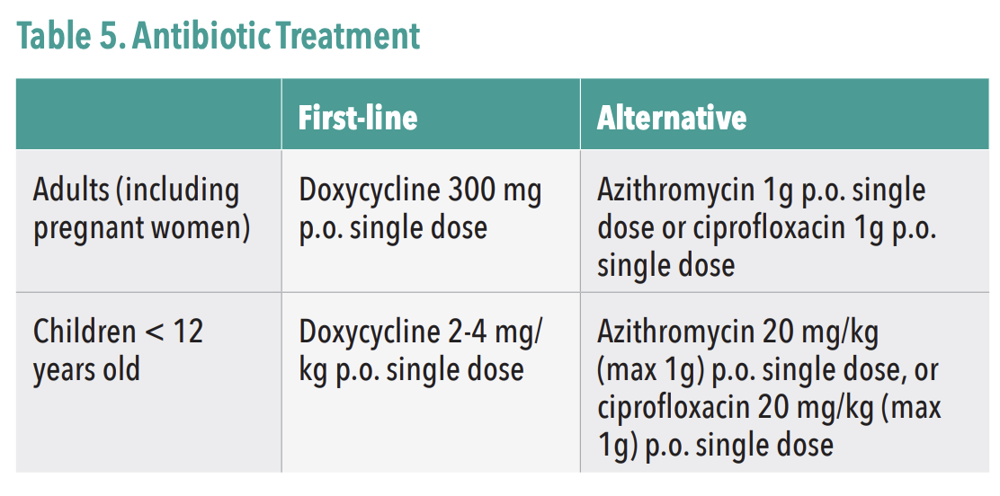 Table 5. Antibiotic Treatment
First-line
Alternative
Adults (including
pregnant women)
Doxycycline 300 mg
p.o. single dose
Azithromycin 1g p.o. single
dose or ciprofloxacin 1g p.o.
single dose
Children < 12
years old
Doxycycline 2-4 mg/
kg p.o. single dose
Azithromycin 20 mg/kg
(max 1g) p.o. single dose, or
ciprofloxacin 20 mg/kg (max
1g) p.o. single dose